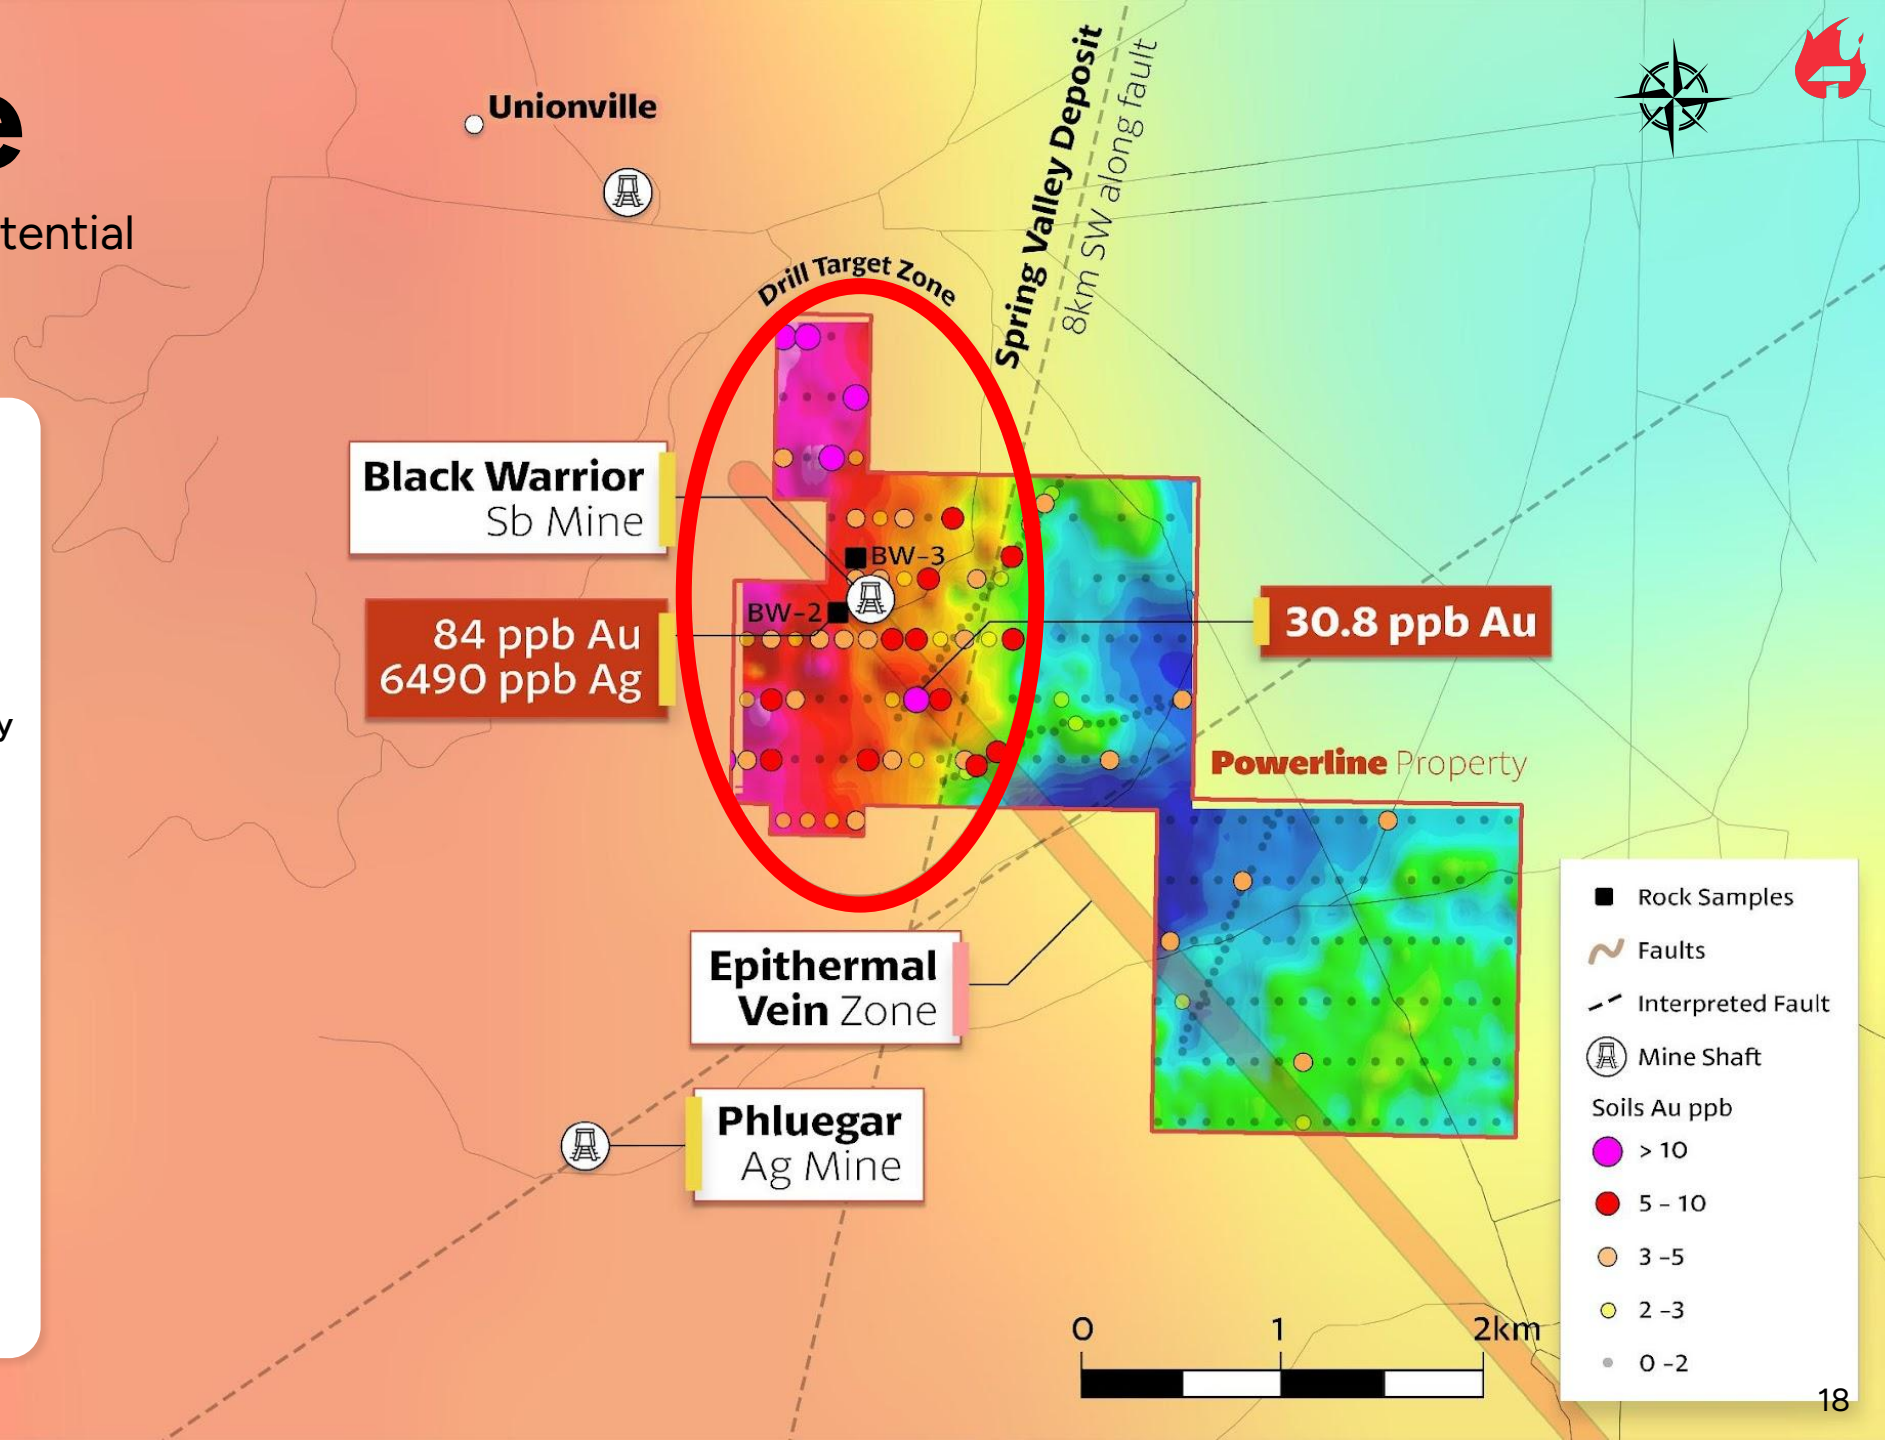 e
tential
y
Unionville
Spring Valley Deposit
8km SW along fault
Drill Target Zone
Black Warrior
Sb Mine
BW-3
BW-2
84 ppb Au
6490 ppb Ag
30.8 ppb Au
Powerline Property
Epithermal
Vein Zone
Phluegar
Ag Mine
Rock Samples
Faults
Interpreted Fault
Mine Shaft
Soils Au ppb
> 10
5 – 10
3 –5
2 –3
0 –2
0 1 2km
18